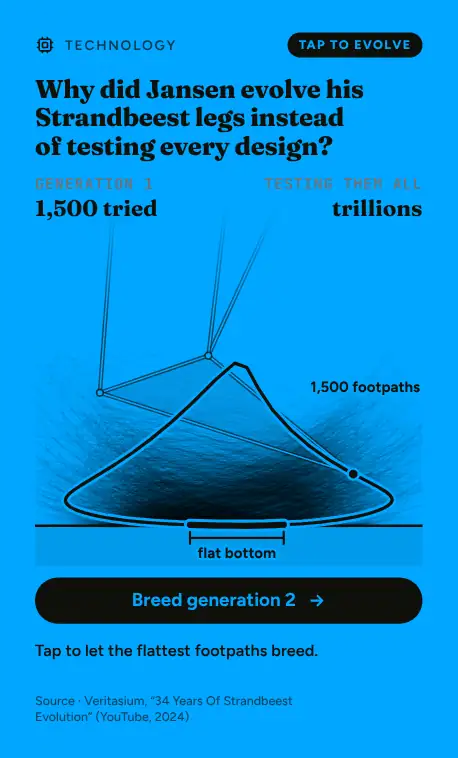 TECHNOLOGY
TAP TO EVOLVE
Why did Jansen evolve his
Strandbeest legs instead
of testing every design?
GENERATION 1
TESTING THEM ALL
1,500 tried
trillions
1,500 footpaths
flat bottom
Breed generation 2 →
Tap to let the flattest footpaths breed.
Source · Veritasium, “34 Years Of Strandbeest
Evolution” (YouTube, 2024)